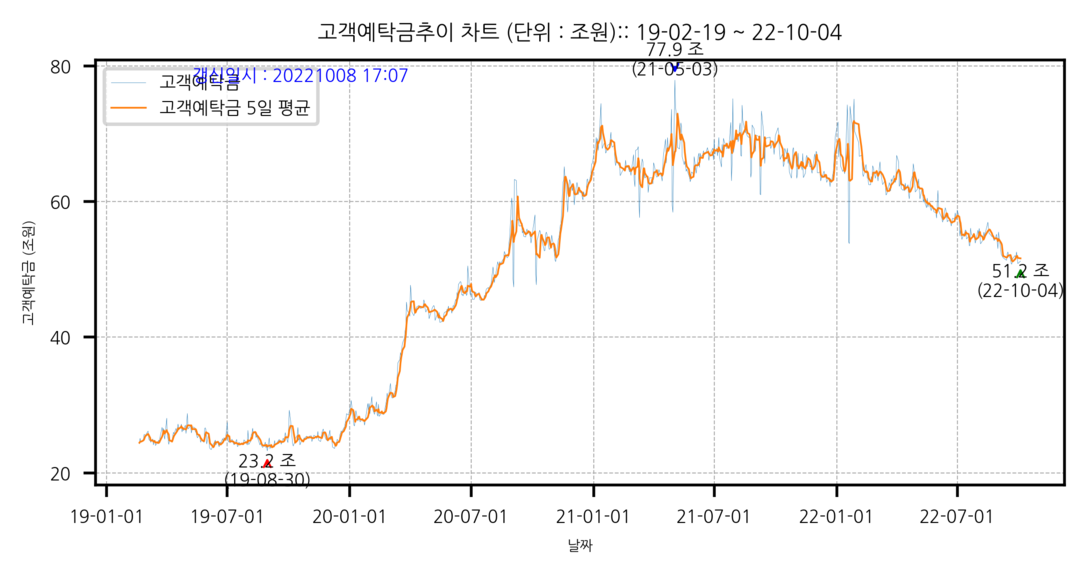 고객예탁금추이 차트 (단위 : 조원):: 19-02-19 ~ 22-10-04
77.9 조
(21-05-03)
갱신일시 : 20221008 17:07
고객예탁금
고객예탁금 5일 평균
고객예탁금 (조원)
80
60
40
20
51.2 조
(22-10-04)
23.2 조
(19-08-30)
19-01-01
19-07-01
20-01-01
20-07-01
21-01-01
21-07-01
22-01-01
22-07-01
날짜